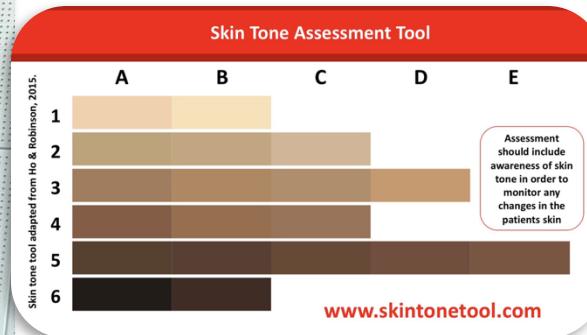 Skin Tone Assessment Tool
A B C D E
Skin tone tool adapted from Ho & Robinson, 2015.
1
2
3
4
5
6
Assessment
should include
awareness of skin
tone in order to
monitor any
changes in the
patients skin
www.skintonetool.com